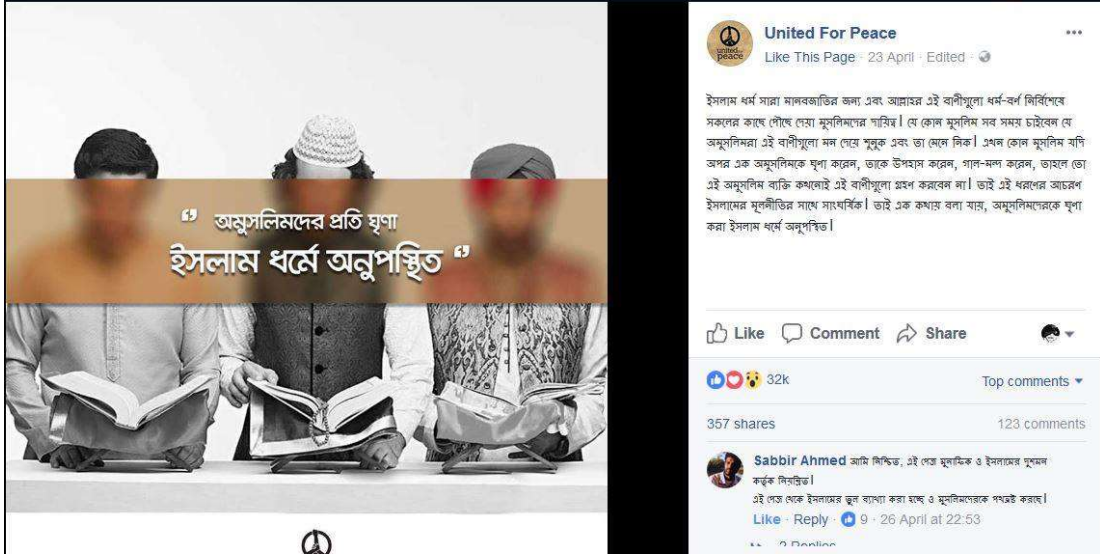 ❝ অমুসলিমদের প্রতি ঘৃণা
ইসলাম ধর্মে অনুপস্থিত ❞
united for
peace
United For Peace
Like This Page · 23 April · Edited ·
ইসলাম ধর্ম সারা মানবজাতির জন্য এবং আল্লাহর এই বাণীগুলো ধর্ম-বর্ণ নির্বিশেষে
সকলের কাছে পৌছে দেয়া মুসলিমদের দায়িত্ব। যে কোন মুসলিম সব সময় চাইবেন যে
অমুসলিমরা এই বাণীগুলো মন দিয়ে শুনুক এবং তা মেনে নিক। এখন কোন মুসলিম যদি
অপর এক অমুসলিমকে ঘৃণা করেন, তাকে উপহাস করেন, গাল-মন্দ করেন, তাহলে তো
এই অমুসলিম ব্যক্তি কখনোই এই বাণীগুলো গ্রহণ করবেন না। তাই এই ধরণের আচরণ
ইসলামের মূলনীতির সাথে সাংঘর্ষিক। তাই এক কথায় বলা যায়, অমুসলিমদেরকে ঘৃণা
করা ইসলাম ধর্মে অনুপস্থিত।
Like Comment Share
32k Top comments
357 shares 123 comments
Sabbir Ahmed আমি নিশ্চিত, এই পেজ মুনাফিক ও ইসলামের দুশমন
কর্তৃক নিয়ন্ত্রিত।
এই পেজ থেকে ইসলামের ভুল ব্যাখ্যা করা হচ্ছে ও মুসলিমদেরকে পথভ্রষ্ট করছে।
Like · Reply · 9 · 26 April at 22:53
2 Replies